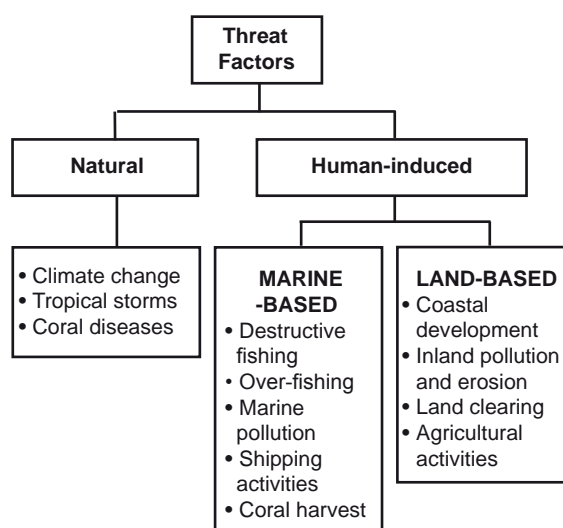 Threat
Factors
Natural
Human-induced
• Climate change
• Tropical storms
• Coral diseases
MARINE
-BASED
• Destructive
fishing
• Over-fishing
• Marine
pollution
• Shipping
activities
• Coral harvest
LAND-BASED
• Coastal
development
• Inland pollution
and erosion
• Land clearing
• Agricultural
activities